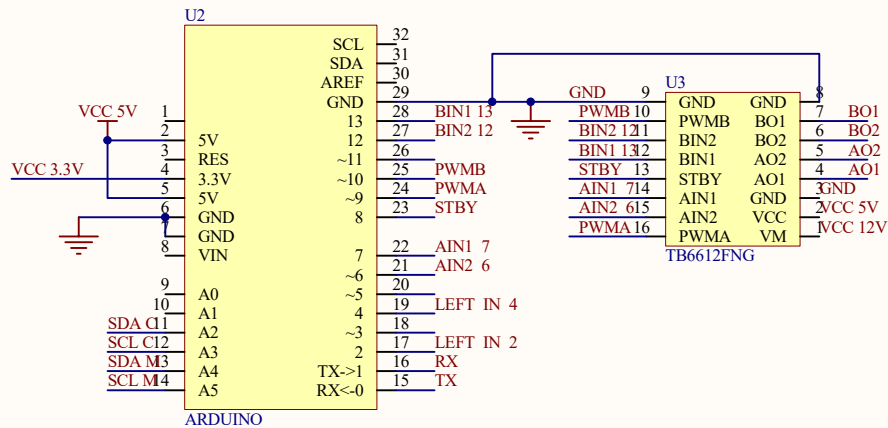 U2
32
SCL
31
SDA
30
AREF
29
GND
1
28
13
BIN1 13
VCC 5V
2
5V
27
12
BIN2 12
3
RES
26
~11
VCC 3.3V
4
3.3V
25
~10
PWMB
5
5V
24
~9
PWMA
6
GND
23
8
STBY
7
GND
8
VIN
22
7
AIN1 7
21
~6
AIN2 6
9
A0
20
~5
10
A1
19
4
LEFT IN 4
SDA C
11
A2
18
~3
SCL C
12
A3
17
2
LEFT IN 2
SDA M
13
A4
16
TX->1
RX
SCL M
14
A5
15
RX<-0
TX
ARDUINO
U3
GND
9
GND
GND
8
PWMB
10
PWMB
BO1
7
BO1
BIN2 12
11
BIN2
BO2
6
BO2
BIN1 13
12
BIN1
AO2
5
AO2
STBY
13
STBY
AO1
4
AO1
AIN1 7
14
AIN1
GND
3
GND
AIN2 6
15
AIN2
VCC
2
VCC 5V
PWMA
16
PWMA
VM
1
VCC 12V
TB6612FNG